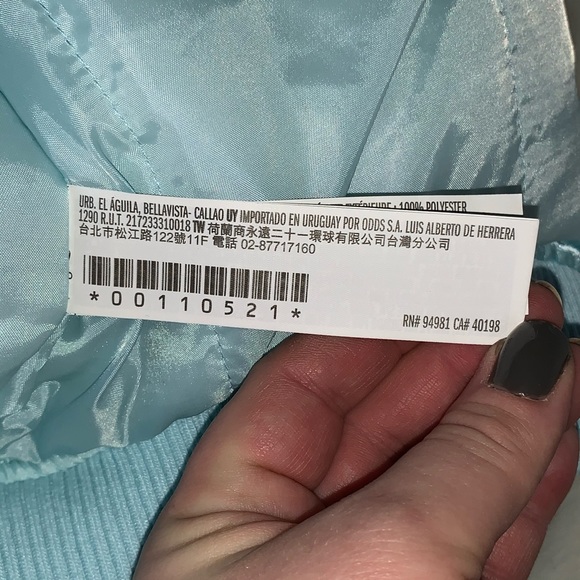 : 100% POLYESTER
URB. EL ÁGUILA, BELLAVISTA- CALLAO UY IMPORTADO EN URUGUAY POR ODDS S.A. LUIS ALBERTO DE HERRERA
1290 R.U.T. 217233310018 TW 荷蘭商永遠二十一環球有限公司台灣分公司
台北市松江路122號11F 電話 02-87717160
*00110521*
RN# 94981 CA# 40198